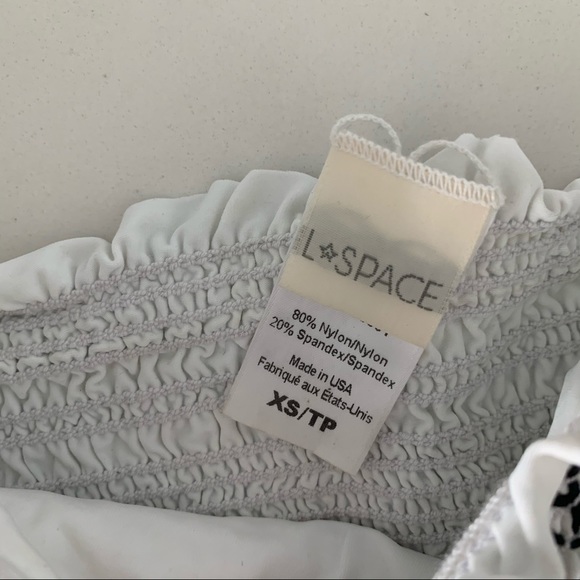 L☆SPACE
80% Nylon/Nylon
20% Spandex/Spandex
Made in USA
Fabriqué aux États-Unis
XS/TP